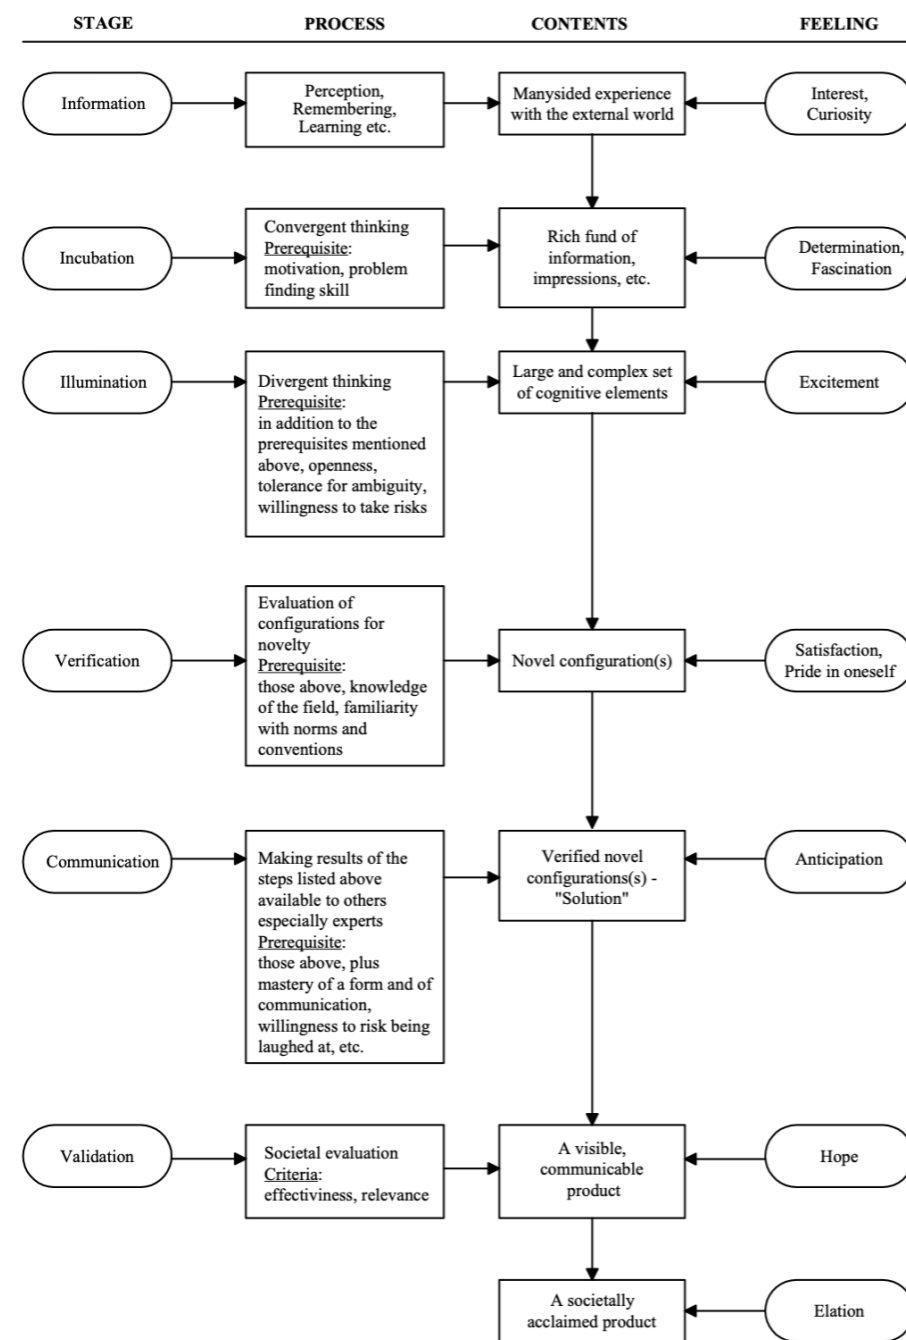 STAGE PROCESS CONTENTS FEELING
Information
Perception,
Remembering,
Learning etc.
Manysided experience
with the external world
Interest,
Curiosity
Incubation
Convergent thinking
Prerequisite:
motivation, problem
finding skill
Rich fund of
information,
impressions, etc.
Determination,
Fascination
Illumination
Divergent thinking
Prerequisite:
in addition to the
prerequisites mentioned
above, openness,
tolerance for ambiguity,
willingness to take risks
Large and complex set
of cognitive elements
Excitement
Verification
Evaluation of
configurations for
novelty
Prerequisite:
those above, knowledge
of the field, familiarity
with norms and
conventions
Novel configuration(s)
Satisfaction,
Pride in oneself
Communication
Making results of the
steps listed above
available to others
especially experts
Prerequisite:
those above, plus
mastery of a form and of
communication,
willingness to risk being
laughed at, etc.
Verified novel
configurations(s) -
"Solution"
Anticipation
Validation
Societal evaluation
Criteria:
effectiviness, relevance
A visible,
communicable
product
Hope
A societally
acclaimed product
Elation